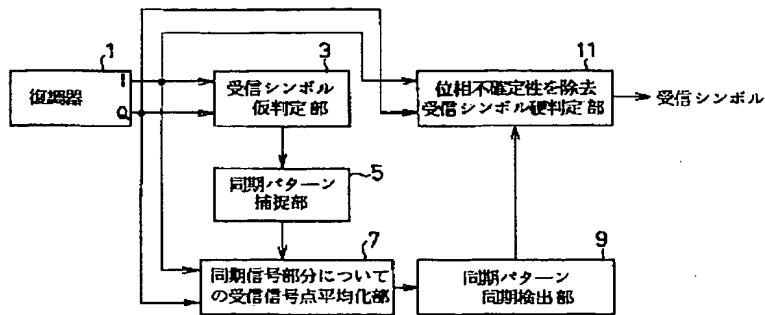 1
復調器
I
Q
3
受信シンボル
仮判定部
5
同期パターン
捕捉部
7
同期信号部分について
の受信信号点平均化部
9
同期パターン
同期検出部
11
位相不確定性を除去
受信シンボル硬判定部
受信シンボル